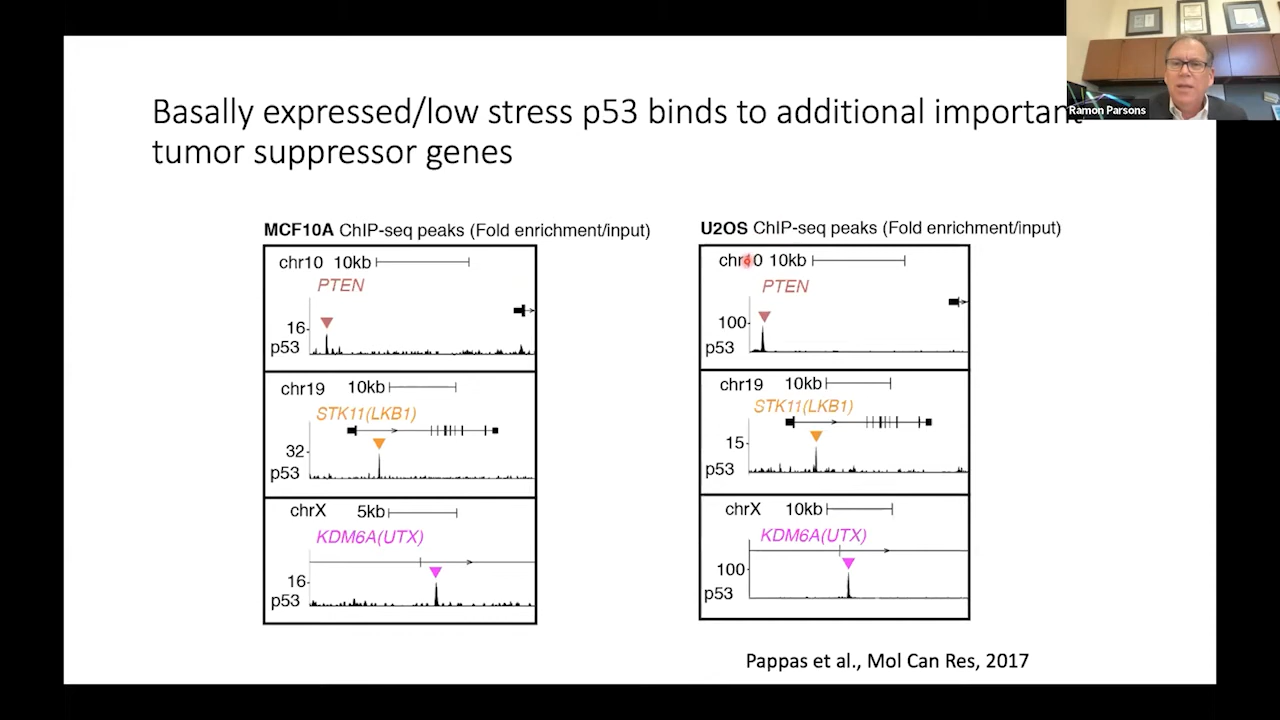 Ramon Parsons
Basally expressed/low stress p53 binds to additional important
tumor suppressor genes
MCF10A ChIP-seq peaks (Fold enrichment/input)
chr10 10kb
PTEN
16
p53
chr19 10kb
STK11(LKB1)
32
p53
chrX 5kb
KDM6A(UTX)
16
p53
U2OS ChIP-seq peaks (Fold enrichment/input)
chr10 10kb
PTEN
100
p53
chr19 10kb
STK11(LKB1)
15
p53
chrX 10kb
KDM6A(UTX)
100
p53
Pappas et al., Mol Can Res, 2017